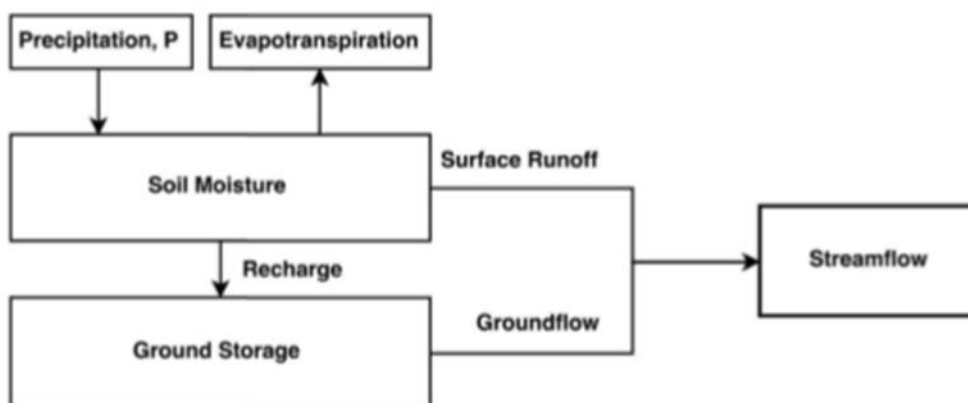 Precipitation, P
Evapotranspiration
Surface Runoff
Soil Moisture
Streamflow
Recharge
Groundflow
Ground Storage